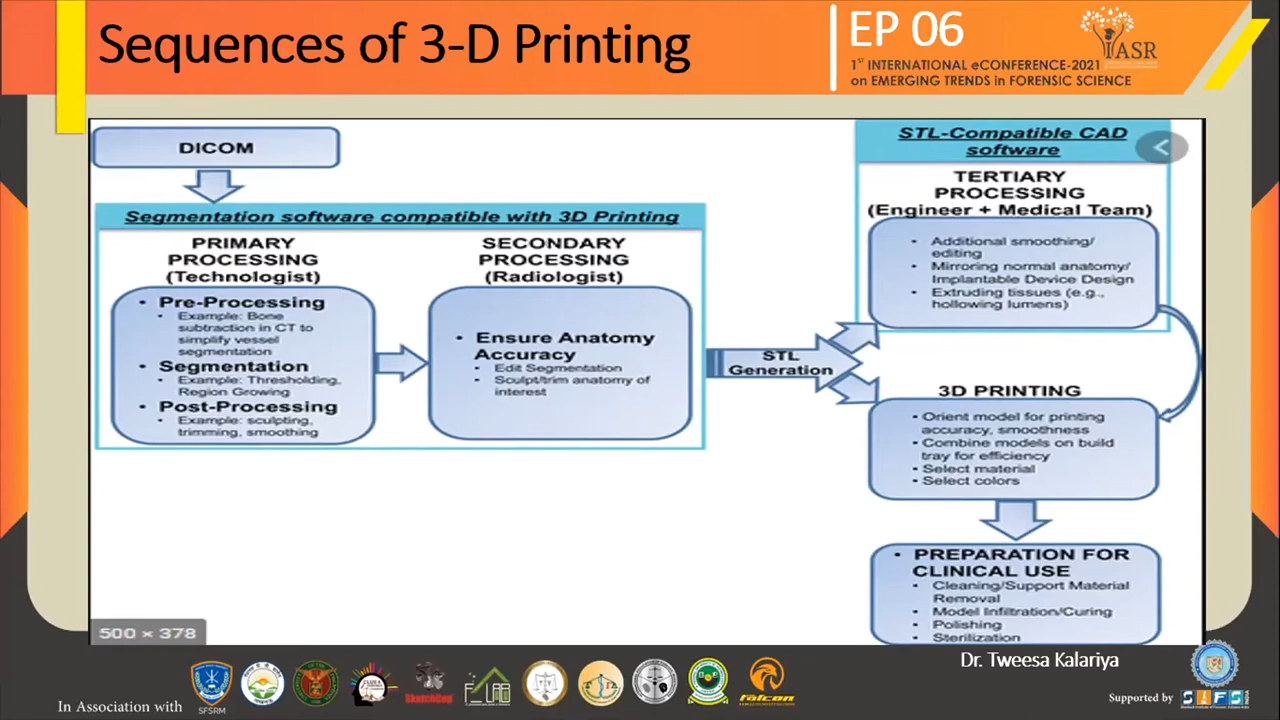 Sequences of 3-D Printing
EP 06
IASR
1ST INTERNATIONAL eCONFERENCE-2021
on EMERGING TRENDS in FORENSIC SCIENCE
DICOM
Segmentation software compatible with 3D Printing
PRIMARY
PROCESSING
(Technologist)
• Pre-Processing
• Example: Bone
subtraction in CT to
simplify vessel
segmentation
• Segmentation
• Example: Thresholding,
Region Growing
• Post-Processing
• Example: sculpting,
trimming, smoothing
SECONDARY
PROCESSING
(Radiologist)
• Ensure Anatomy
Accuracy
• Edit Segmentation
• Sculpt/trim anatomy of
interest
STL
Generation
STL-Compatible CAD
software
TERTIARY
PROCESSING
(Engineer + Medical Team)
• Additional smoothing/
editing
• Mirroring normal anatomy/
Implantable Device Design
• Extruding tissues (e.g.,
hollowing lumens)
3D PRINTING
• Orient model for printing
accuracy, smoothness
• Combine models on build
tray for efficiency
• Select material
• Select colors
• PREPARATION FOR
CLINICAL USE
• Cleaning/Support Material
Removal
• Model Infiltration/Curing
• Polishing
• Sterilization
500 × 378
Dr. Tweesa Kalariya
In Association with
SFSRM
SketchCop
F LAB
falcon
Supported by
SIFS